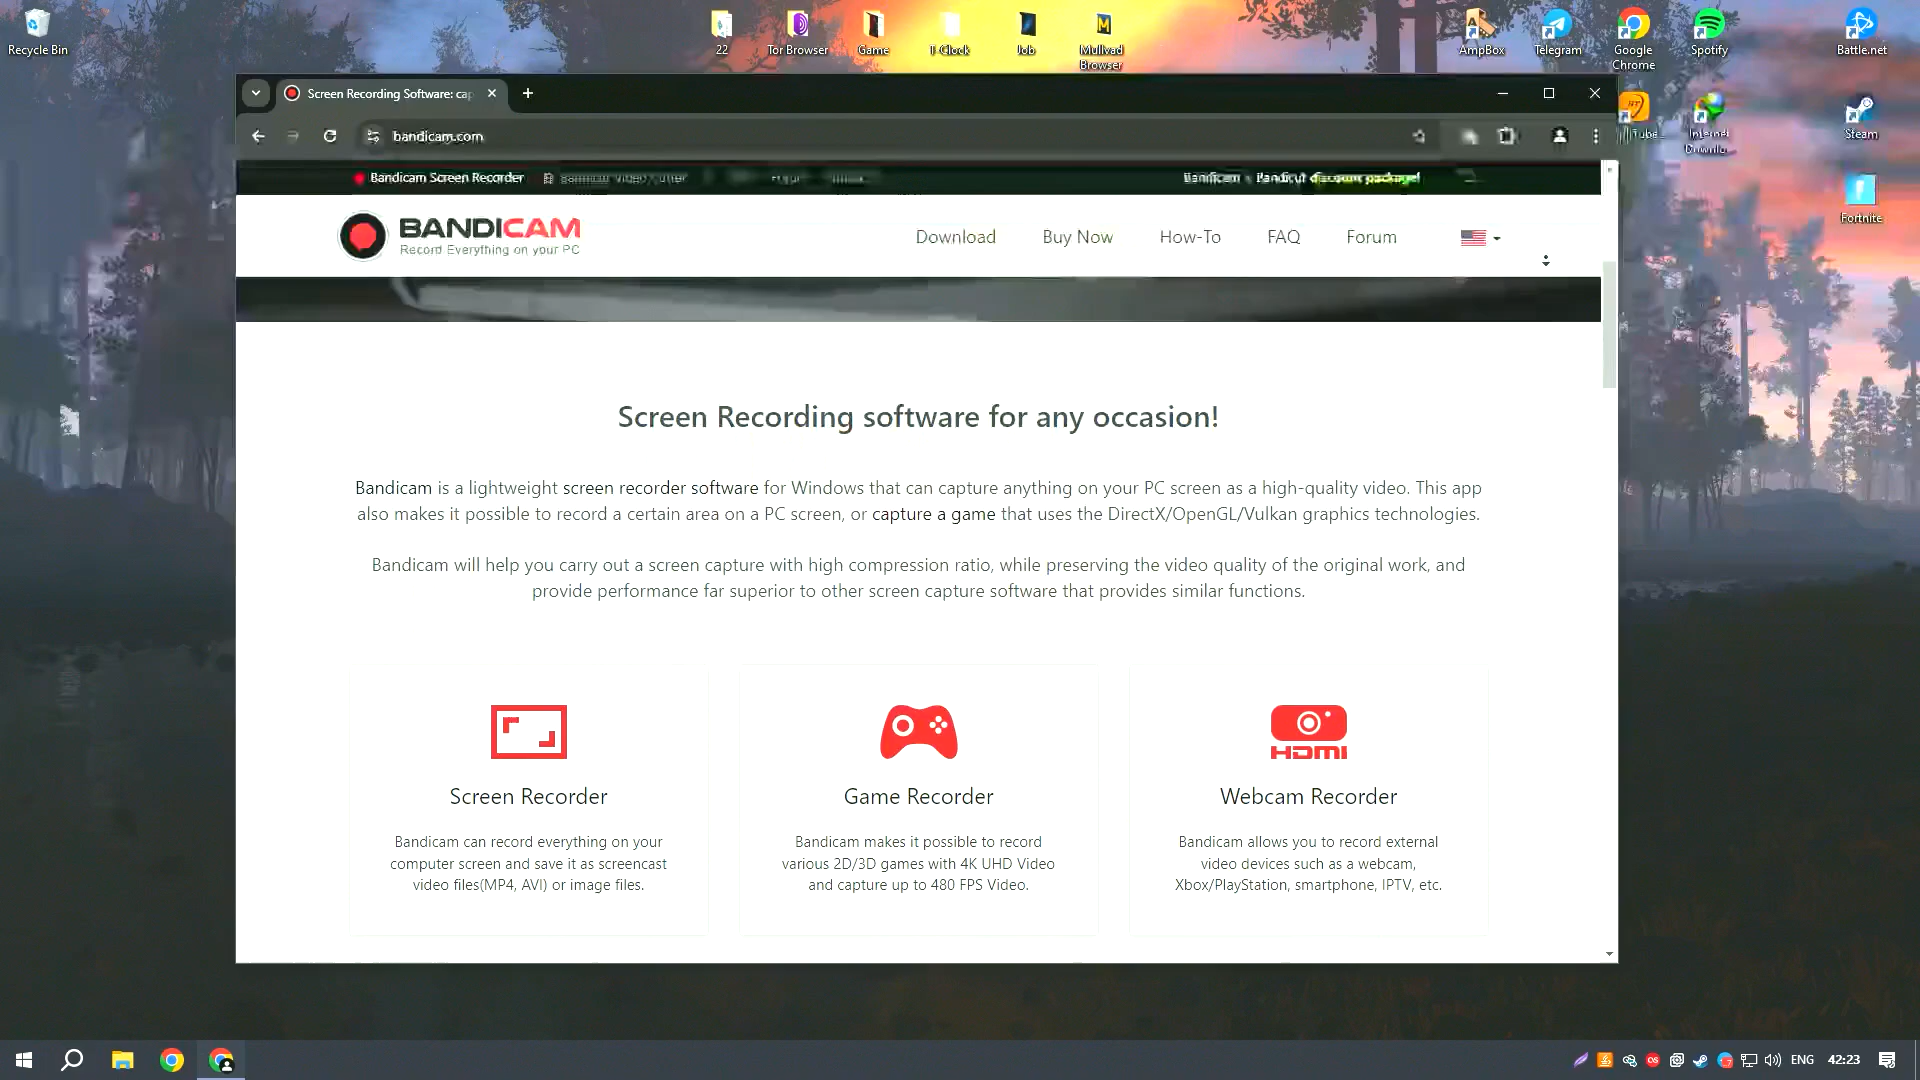 Recycle Bin
22
Tor Browser
Game
T-Clock
Job
Mullvad
Browser
AmpBox
Telegram
Google
Chrome
Spotify
Battle.net
Steam
Fortnite
Screen Recording Software: cap
bandicam.com
Bandicam Screen Recorder
Bandicam Video Cutter
Bandicam + Bandicut discount package!
BANDICAM
Record Everything on your PC
Download
Buy Now
How-To
FAQ
Forum
Screen Recording software for any occasion!
Bandicam is a lightweight screen recorder software for Windows that can capture anything on your PC screen as a high-quality video. This app
also makes it possible to record a certain area on a PC screen, or capture a game that uses the DirectX/OpenGL/Vulkan graphics technologies.
Bandicam will help you carry out a screen capture with high compression ratio, while preserving the video quality of the original work, and
provide performance far superior to other screen capture software that provides similar functions.
HDMI
Screen Recorder
Bandicam can record everything on your
computer screen and save it as screencast
video files(MP4, AVI) or image files.
Game Recorder
Bandicam makes it possible to record
various 2D/3D games with 4K UHD Video
and capture up to 480 FPS Video.
Webcam Recorder
Bandicam allows you to record external
video devices such as a webcam,
Xbox/PlayStation, smartphone, IPTV, etc.
ENG
42:23